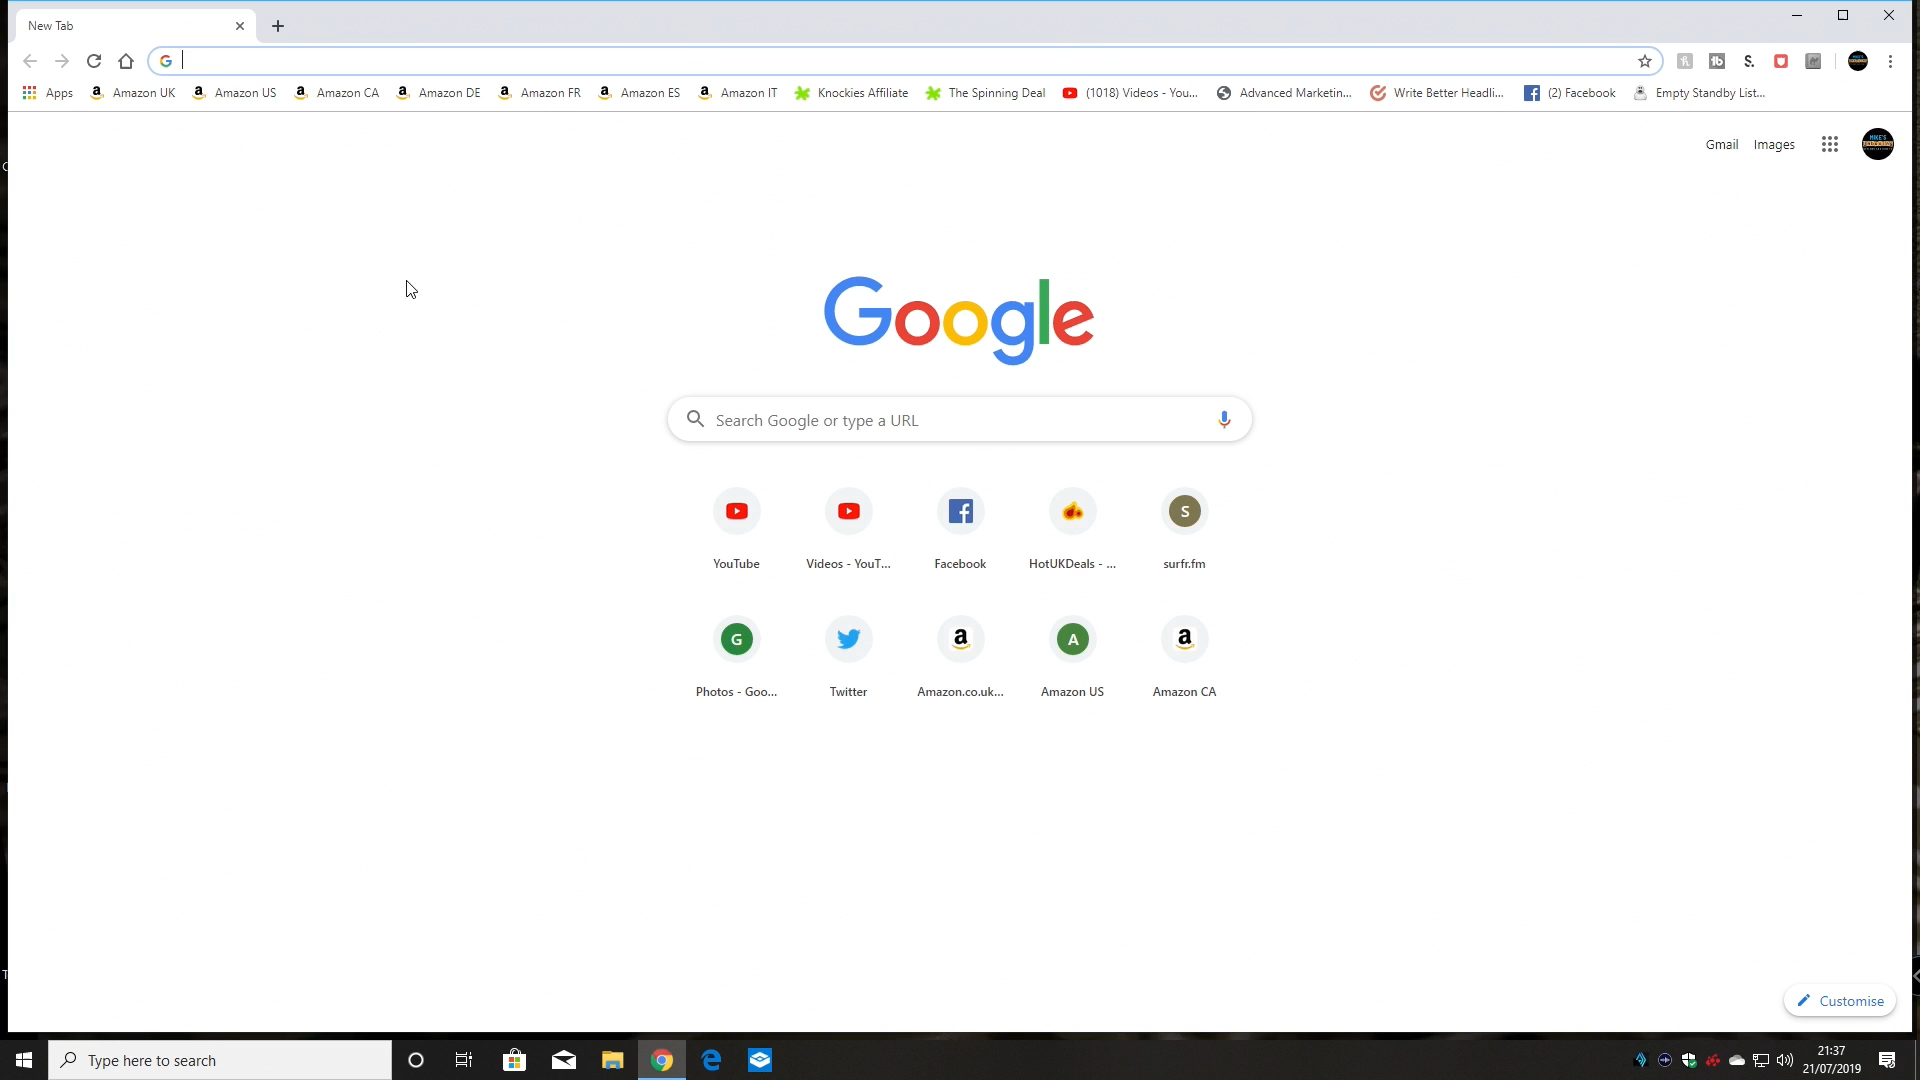 New Tab
Apps Amazon UK Amazon US Amazon CA Amazon DE Amazon FR Amazon ES Amazon IT Knockies Affiliate The Spinning Deal (1018) Videos - You... Advanced Marketin... Write Better Headli... (2) Facebook Empty Standby List...
Gmail Images
Google
Search Google or type a URL
S
YouTube Videos - YouT... Facebook HotUKDeals - ... surfr.fm
G a A a
Photos - Goo... Twitter Amazon.co.uk... Amazon US Amazon CA
Customise
Type here to search
21:37
21/07/2019